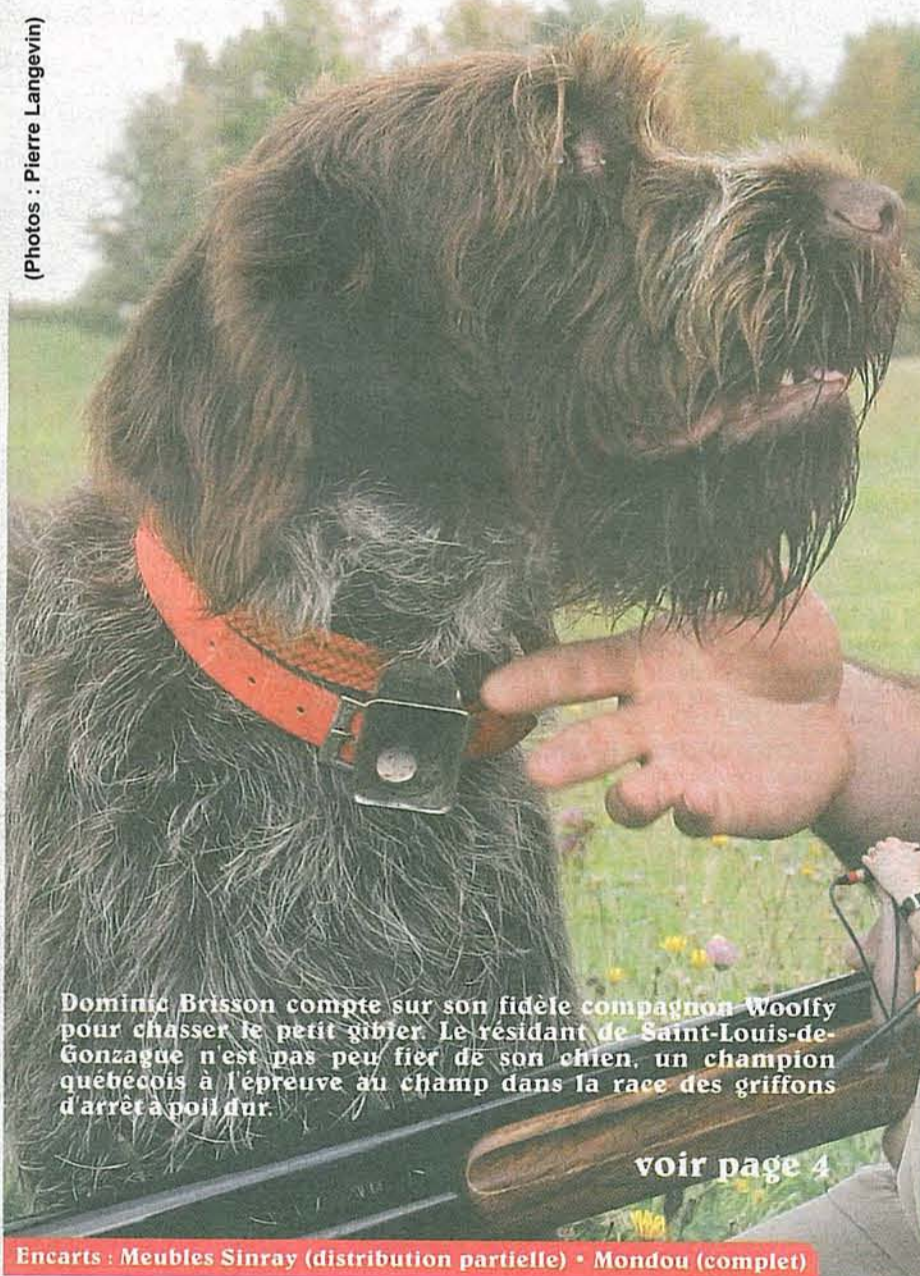 (Photos : Pierre Langevin)
Dominic Brisson compte sur son fidèle compagnon Woolfy
pour chasser le petit gibier. Le résidant de Saint-Louis-de-
Gonzague n'est pas peu fier de son chien, un champion
québécois à l'épreuve au champ dans la race des griffons
d'arrêt à poil dur.
voir page 4
Encarts : Meubles Sinray (distribution partielle) • Mondou (complet)